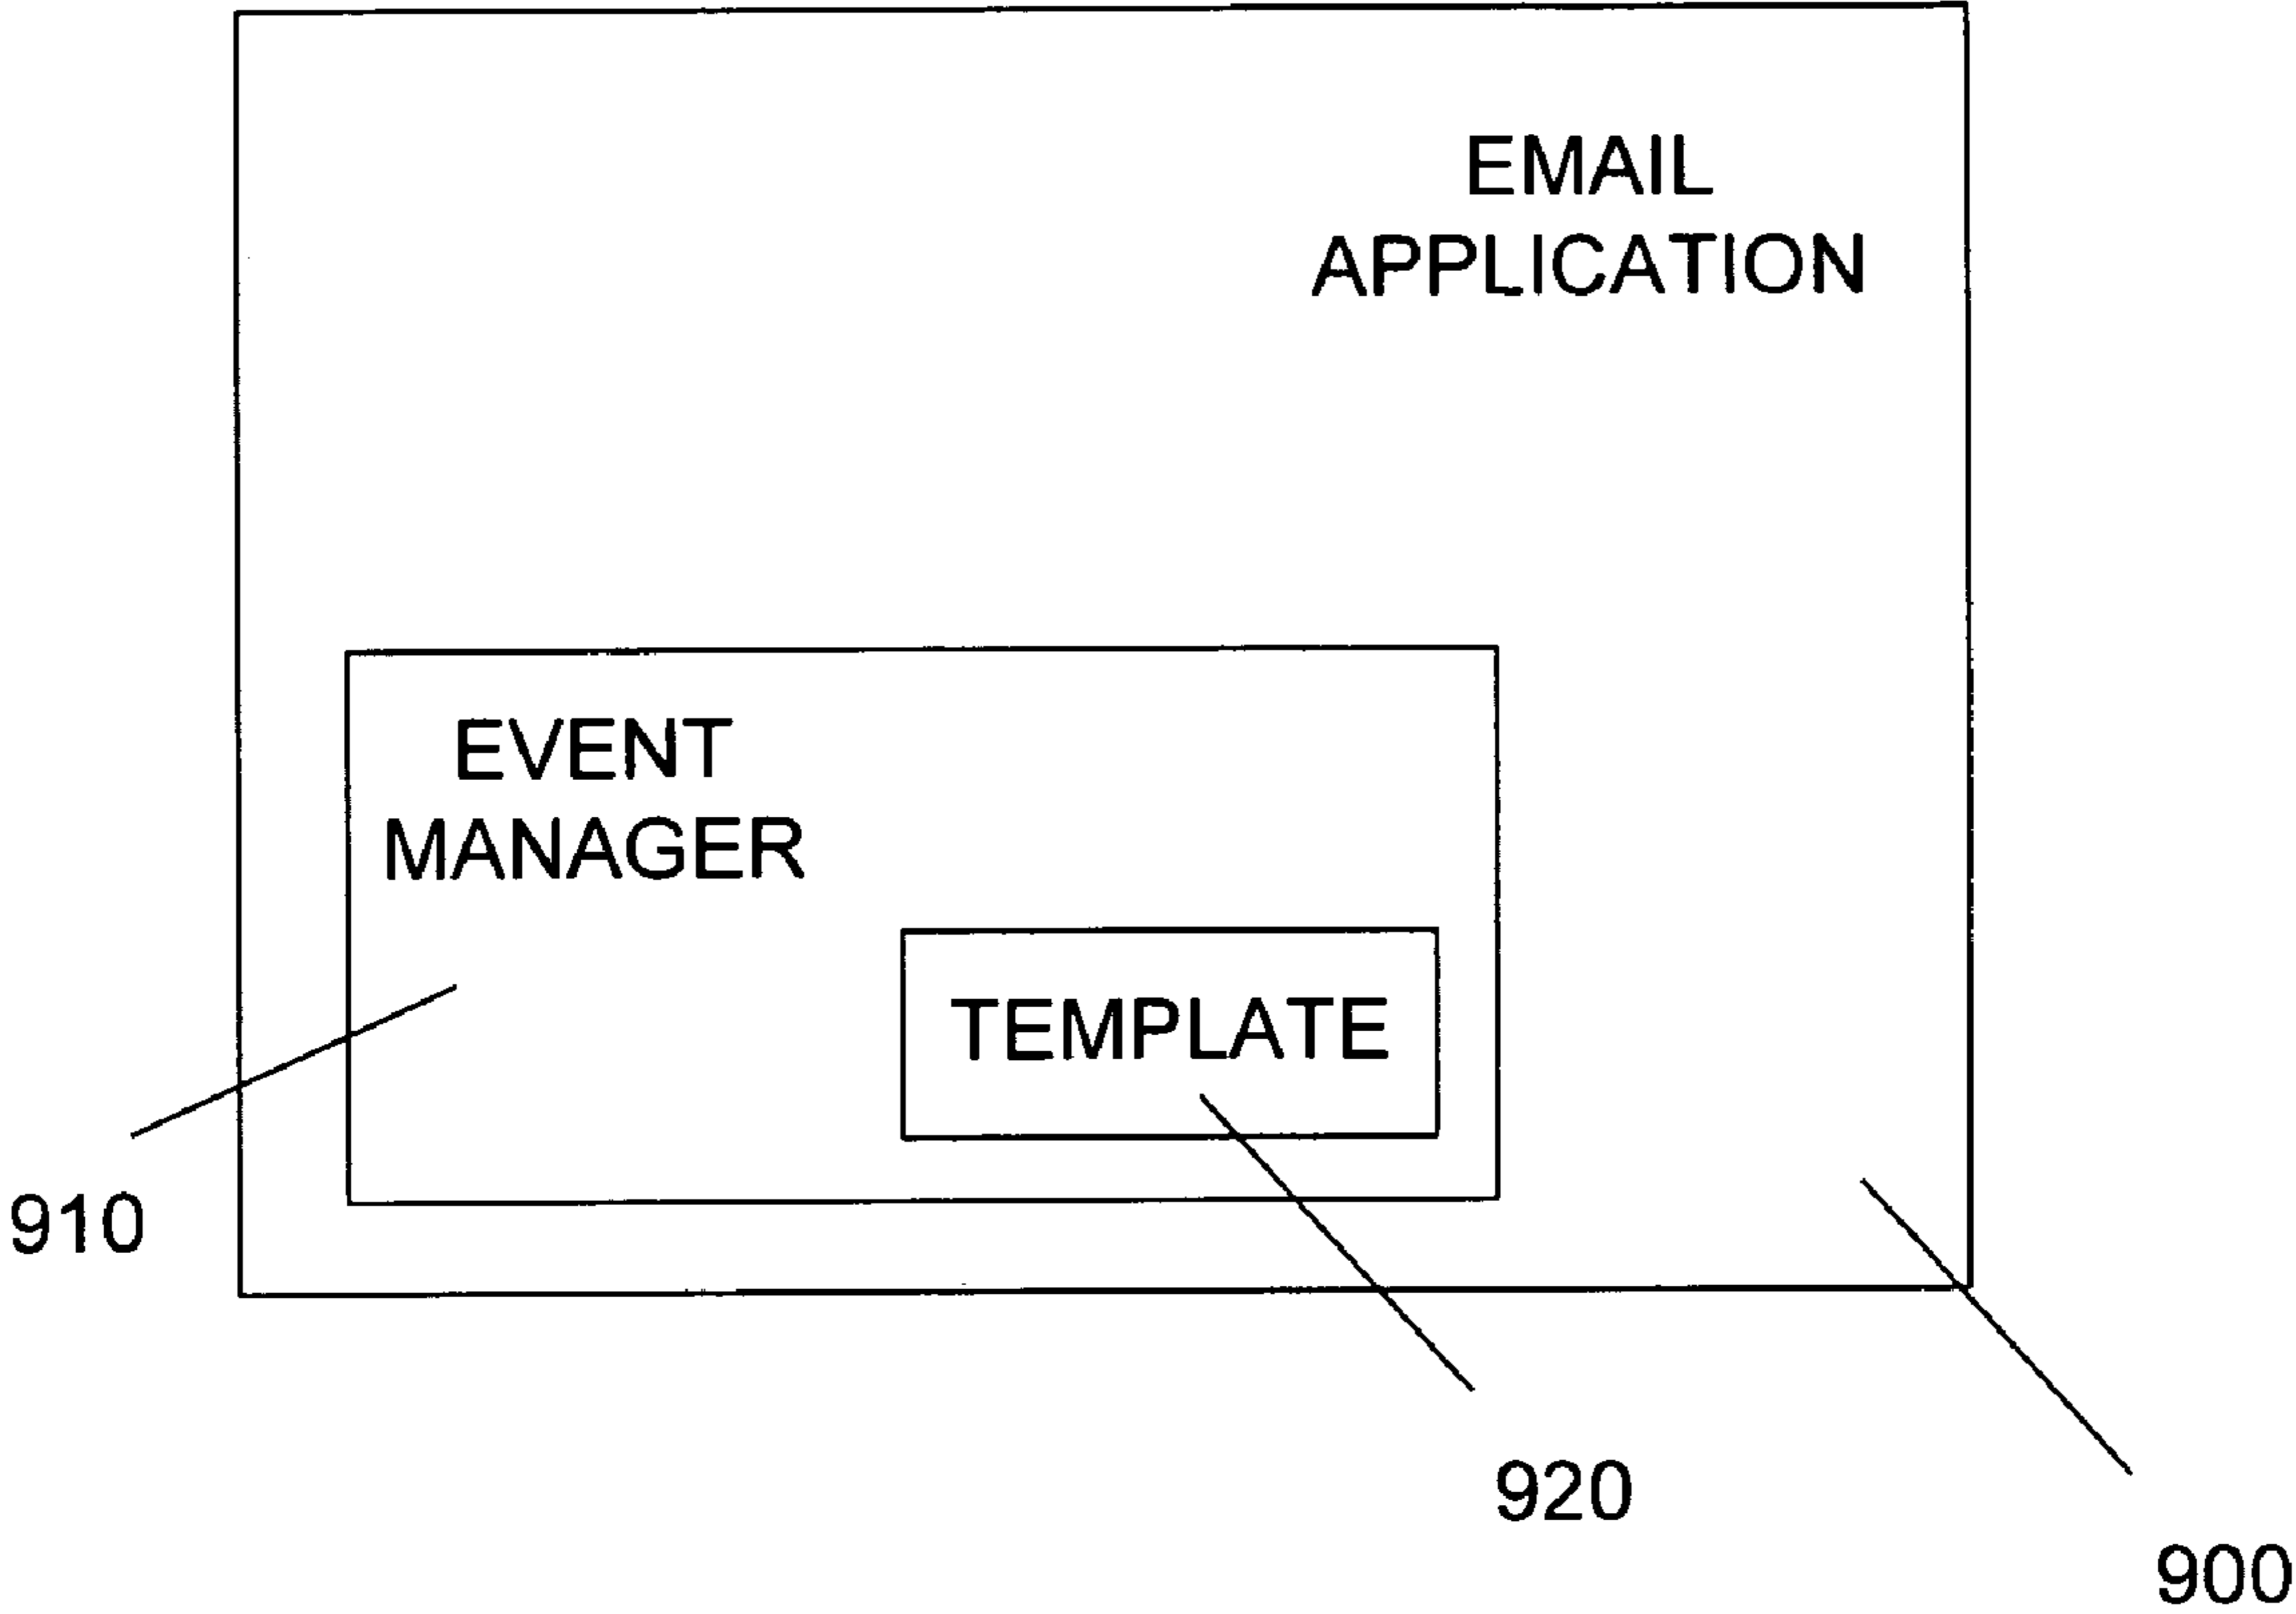 EMAIL
APPLICATION
EVENT
MANAGER
TEMPLATE
910
920
900